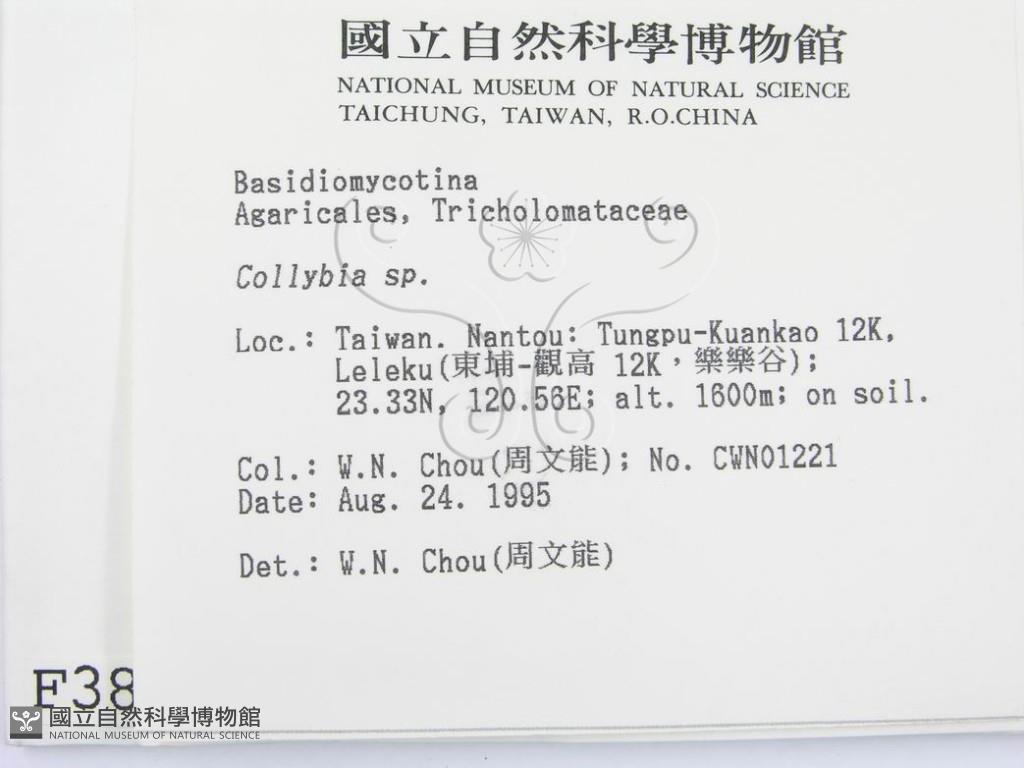 國立自然科學博物館
NATIONAL MUSEUM OF NATURAL SCIENCE
TAICHUNG, TAIWAN, R.O.CHINA
Basidiomycotina
Agaricales, Tricholomataceae
Collybia sp.
Loc.: Taiwan. Nantou: Tungpu-Kuankao 12K,
Leleku(東埔-觀高 12K，樂樂谷);
23.33N, 120.56E; alt. 1600m; on soil.
Col.: W.N. Chou(周文能); No. CWN01221
Date: Aug. 24. 1995
Det.: W.N. Chou(周文能)
F38
國立自然科學博物館
NATIONAL MUSEUM OF NATURAL SCIENCE